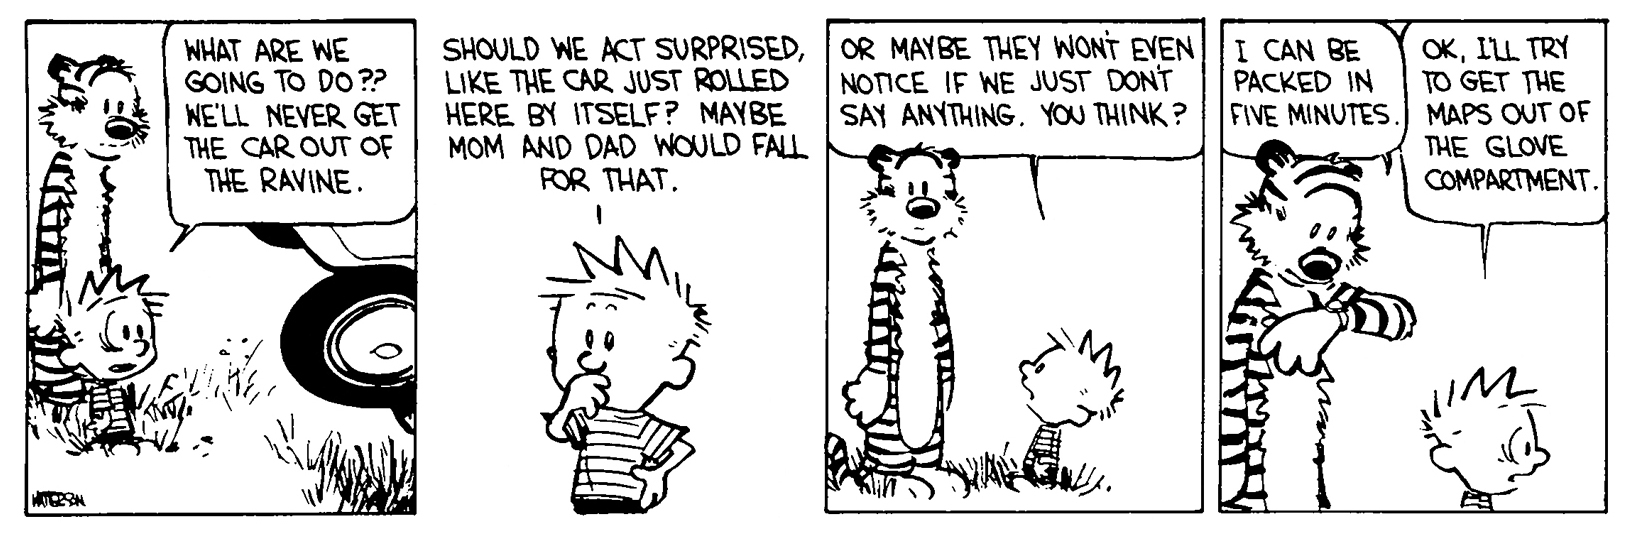 WHAT ARE WE
GOING TO DO??
WE'LL NEVER GET
THE CAR OUT OF
THE RAVINE.
SHOULD WE ACT SURPRISED,
LIKE THE CAR JUST ROLLED
HERE BY ITSELF? MAYBE
MOM AND DAD WOULD FALL
FOR THAT.
OR MAYBE THEY WON'T EVEN
NOTICE IF WE JUST DON'T
SAY ANYTHING. YOU THINK?
I CAN BE
PACKED IN
FIVE MINUTES.
OK, I'LL TRY
TO GET THE
MAPS OUT OF
THE GLOVE
COMPARTMENT.
WATTERSON